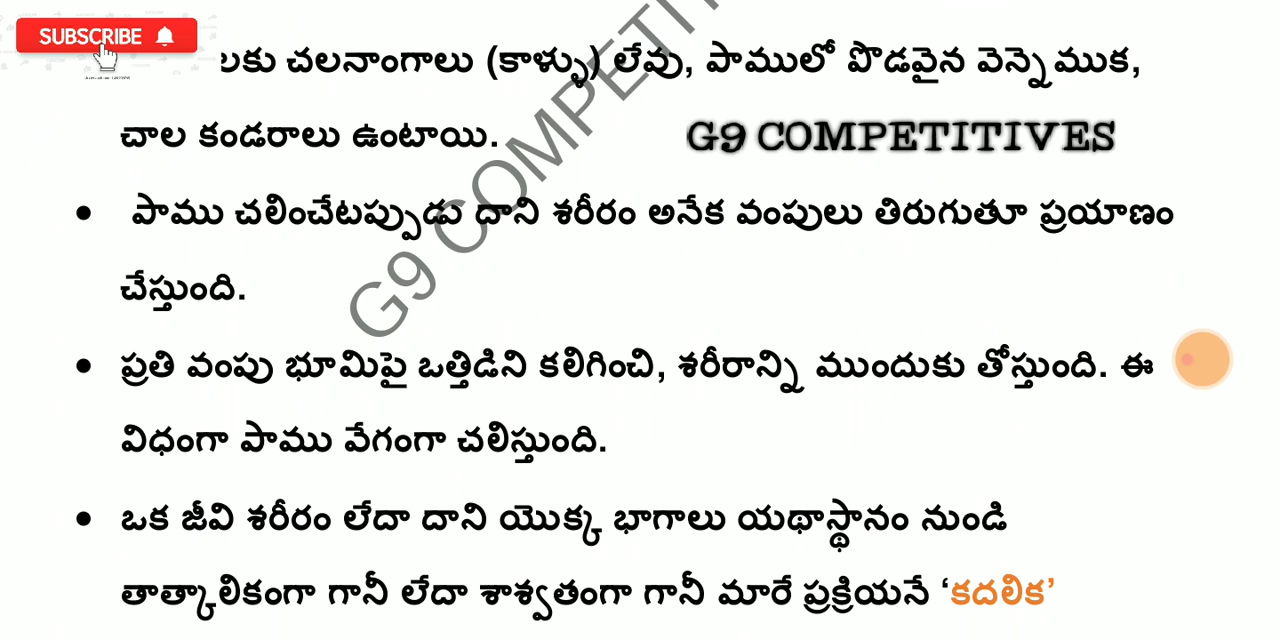 SUBSCRIBE
లకు చలనాంగాలు (కాళ్ళు) లేవు, పాములో పొడవైన వెన్నెముక,
చాల కండరాలు ఉంటాయి.
G9 COMPETITIVES
G9 COMPETITI
• పాము చలించేటప్పుడు దాని శరీరం అనేక వంపులు తిరుగుతూ ప్రయాణం
చేస్తుంది.
• ప్రతి వంపు భూమిపై ఒత్తిడిని కలిగించి, శరీరాన్ని ముందుకు తోస్తుంది. ఈ
విధంగా పాము వేగంగా చలిస్తుంది.
• ఒక జీవి శరీరం లేదా దాని యొక్క భాగాలు యథాస్థానం నుండి
తాత్కాలికంగా గానీ లేదా శాశ్వతంగా గానీ మారే ప్రక్రియనే ‘కదలిక’